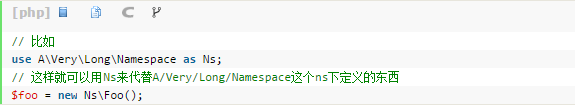 [php]
// 比如
use A\Very\Long\Namespace as Ns;
// 这样就可以用Ns来代替A/Very/Long/Namespace这个ns下定义的东西
$foo = new Ns\Foo();